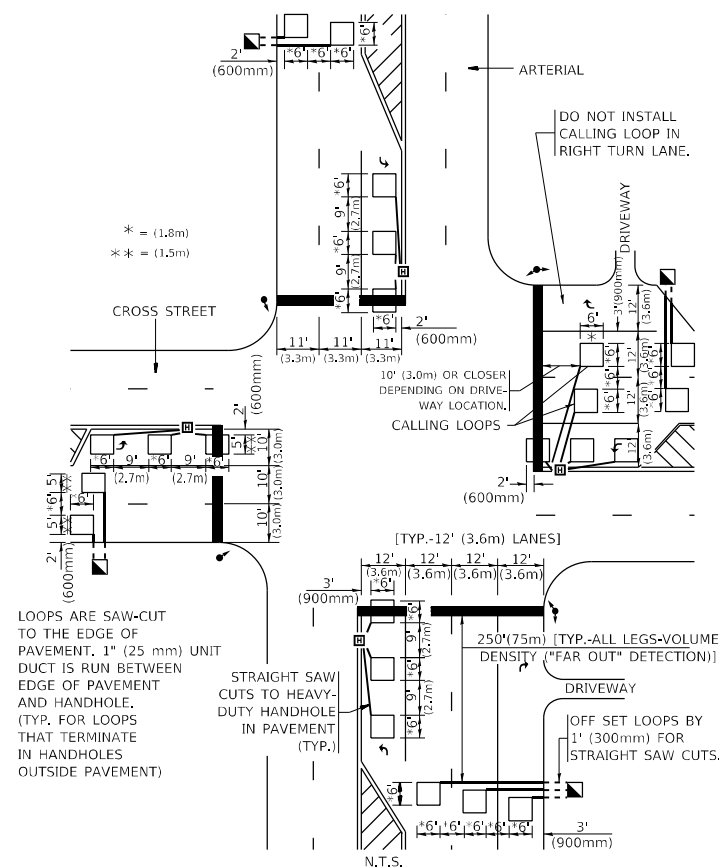 *6'
*6' *6' *6'
2'
(600mm)
ARTERIAL
DO NOT INSTALL
CALLING LOOP IN
RIGHT TURN LANE.
* = (1.8m)
** = (1.5m)
*6'
9'
(2.7m)
*6'
9'
(2.7m)
*6'
*6'
H
2'
(600mm)
11' 11' 11'
(3.3m) (3.3m) (3.3m)
CROSS STREET
DRIVEWAY
3'(900mm)
12'
(3.6m)
6'
*
*6'
12'
(3.6m)
*6'
*6'
*6'
*6'
12'
(3.6m)
*6'
12'
(3.6m)
10' (3.0m) OR CLOSER
DEPENDING ON DRIVE-
WAY LOCATION.
CALLING LOOPS
H
2'
(600mm)
2'
(600mm)
H
5'
**
10'
(3.0m)
10'
(3.0m)
10'
(3.0m)
*6' 9' *6' 9' *6'
(2.7m) (2.7m)
5'
**
*6'
*6'
5'
**
2'
(600mm)
LOOPS ARE SAW-CUT
TO THE EDGE OF
PAVEMENT. 1" (25 mm) UNIT
DUCT IS RUN BETWEEN
EDGE OF PAVEMENT
AND HANDHOLE.
(TYP. FOR LOOPS
THAT TERMINATE
IN HANDHOLES
OUTSIDE PAVEMENT)
[TYP.-12' (3.6m) LANES]
12' 12' 12' 12'
(3.6m) (3.6m) (3.6m) (3.6m)
3'
(900mm)
*6'
H
*6'
9'
(2.7m)
*6'
9'
(2.7m)
*6'
STRAIGHT SAW
CUTS TO HEAVY-
DUTY HANDHOLE
IN PAVEMENT
(TYP.)
250'(75m) [TYP.-ALL LEGS-VOLUME
DENSITY ("FAR OUT" DETECTION)]
DRIVEWAY
OFF SET LOOPS BY
1' (300mm) FOR
STRAIGHT SAW CUTS.
*6'
*6' *6' *6' *6' *6'
3'
(900mm)
N.T.S.